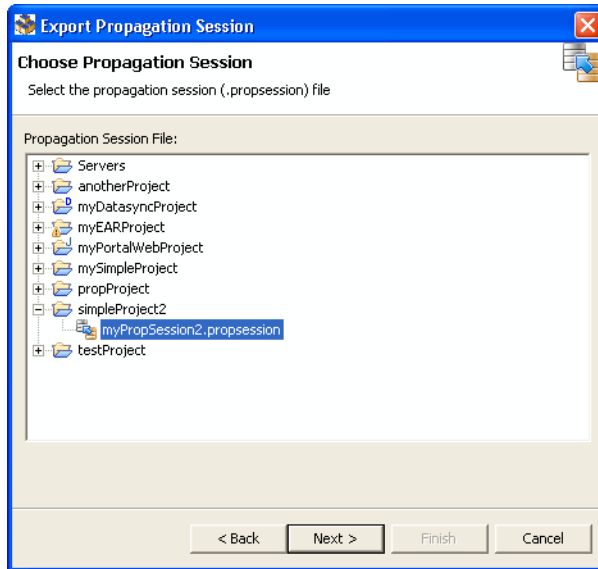 Export Propagation Session
Choose Propagation Session
Select the propagation session (.propsession) file
Propagation Session File:
Servers
anotherProject
myDatasyncProject
myEARProject
myPortalWebProject
mySimpleProject
propProject
simpleProject2
myPropSession2.propsession
testProject
< Back Next > Finish Cancel